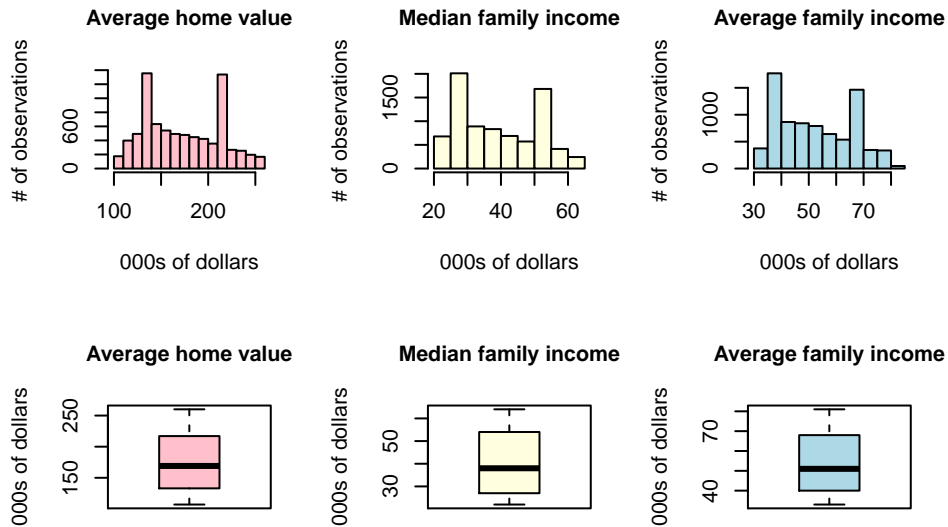 Average home value
# of observations
0 600
100 200
000s of dollars
Median family income
# of observations
0 1500
20 40 60
000s of dollars
Average family income
# of observations
0 1000
30 50 70
000s of dollars
Average home value
000s of dollars
150 250
Median family income
000s of dollars
30 50
Average family income
000s of dollars
40 70